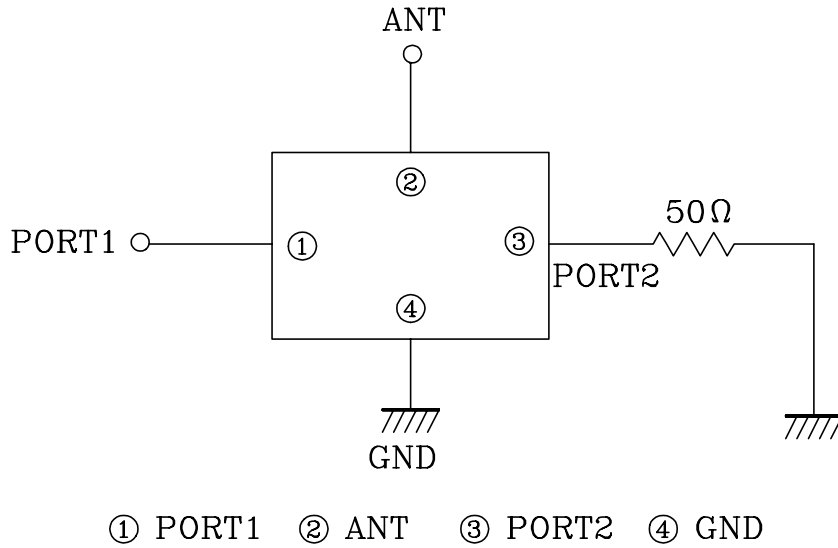 ANT
②
50Ω
PORT1 ① ③
PORT2
④
GND
① PORT1 ② ANT ③ PORT2 ④ GND